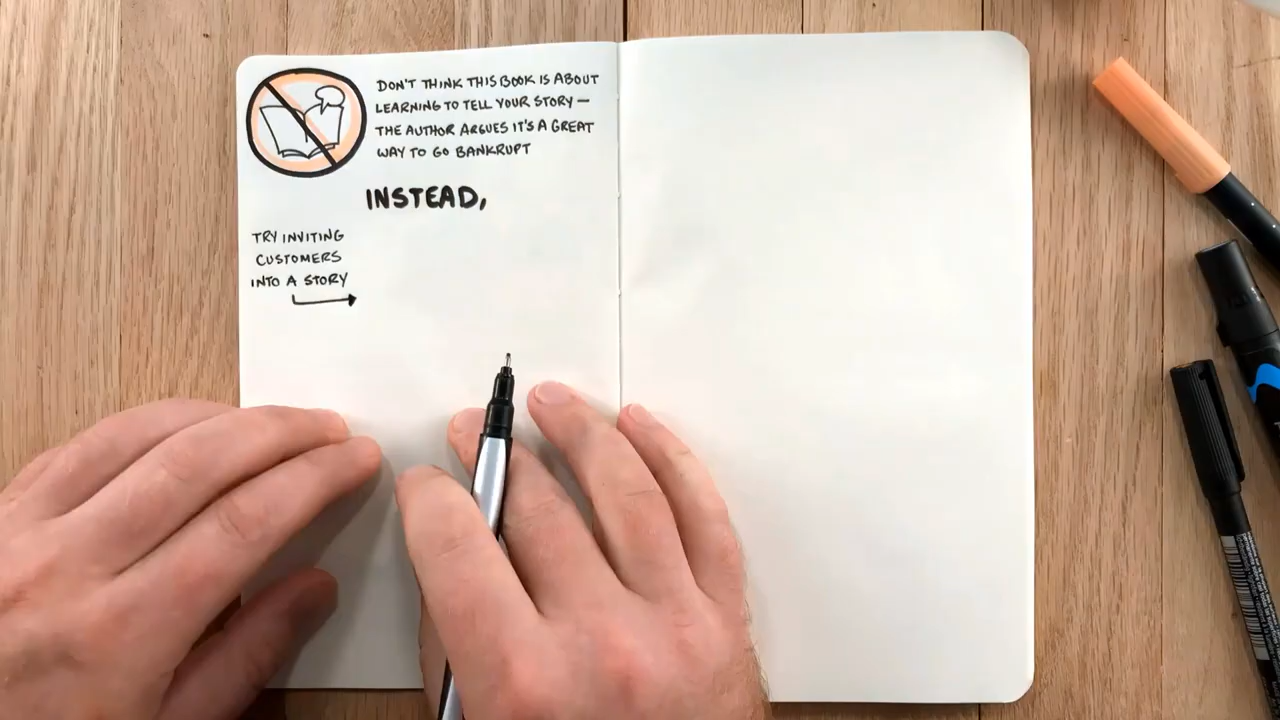 DON'T THINK THIS BOOK IS ABOUT
LEARNING TO TELL YOUR STORY —
THE AUTHOR ARGUES IT'S A GREAT
WAY TO GO BANKRUPT
INSTEAD,
TRY INVITING
CUSTOMERS
INTO A STORY